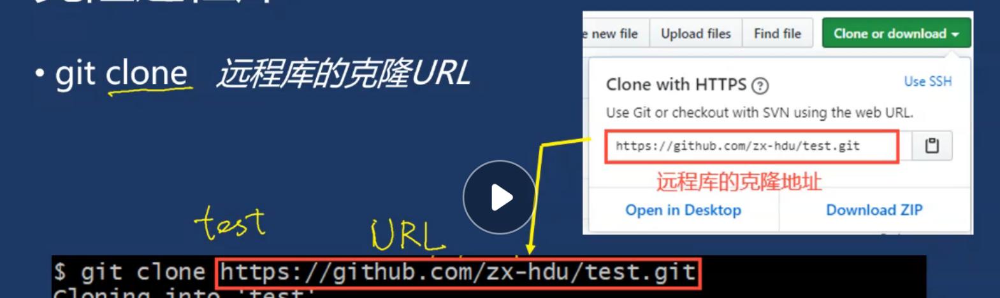 • git clone 远程库的克隆URL
new file Upload files Find file Clone or download
Clone with HTTPS ? Use SSH
Use Git or checkout with SVN using the web URL.
https://github.com/zx-hdu/test.git
远程库的克隆地址
Open in Desktop Download ZIP
test URL
$ git clone https://github.com/zx-hdu/test.git
Cloning into 'test'